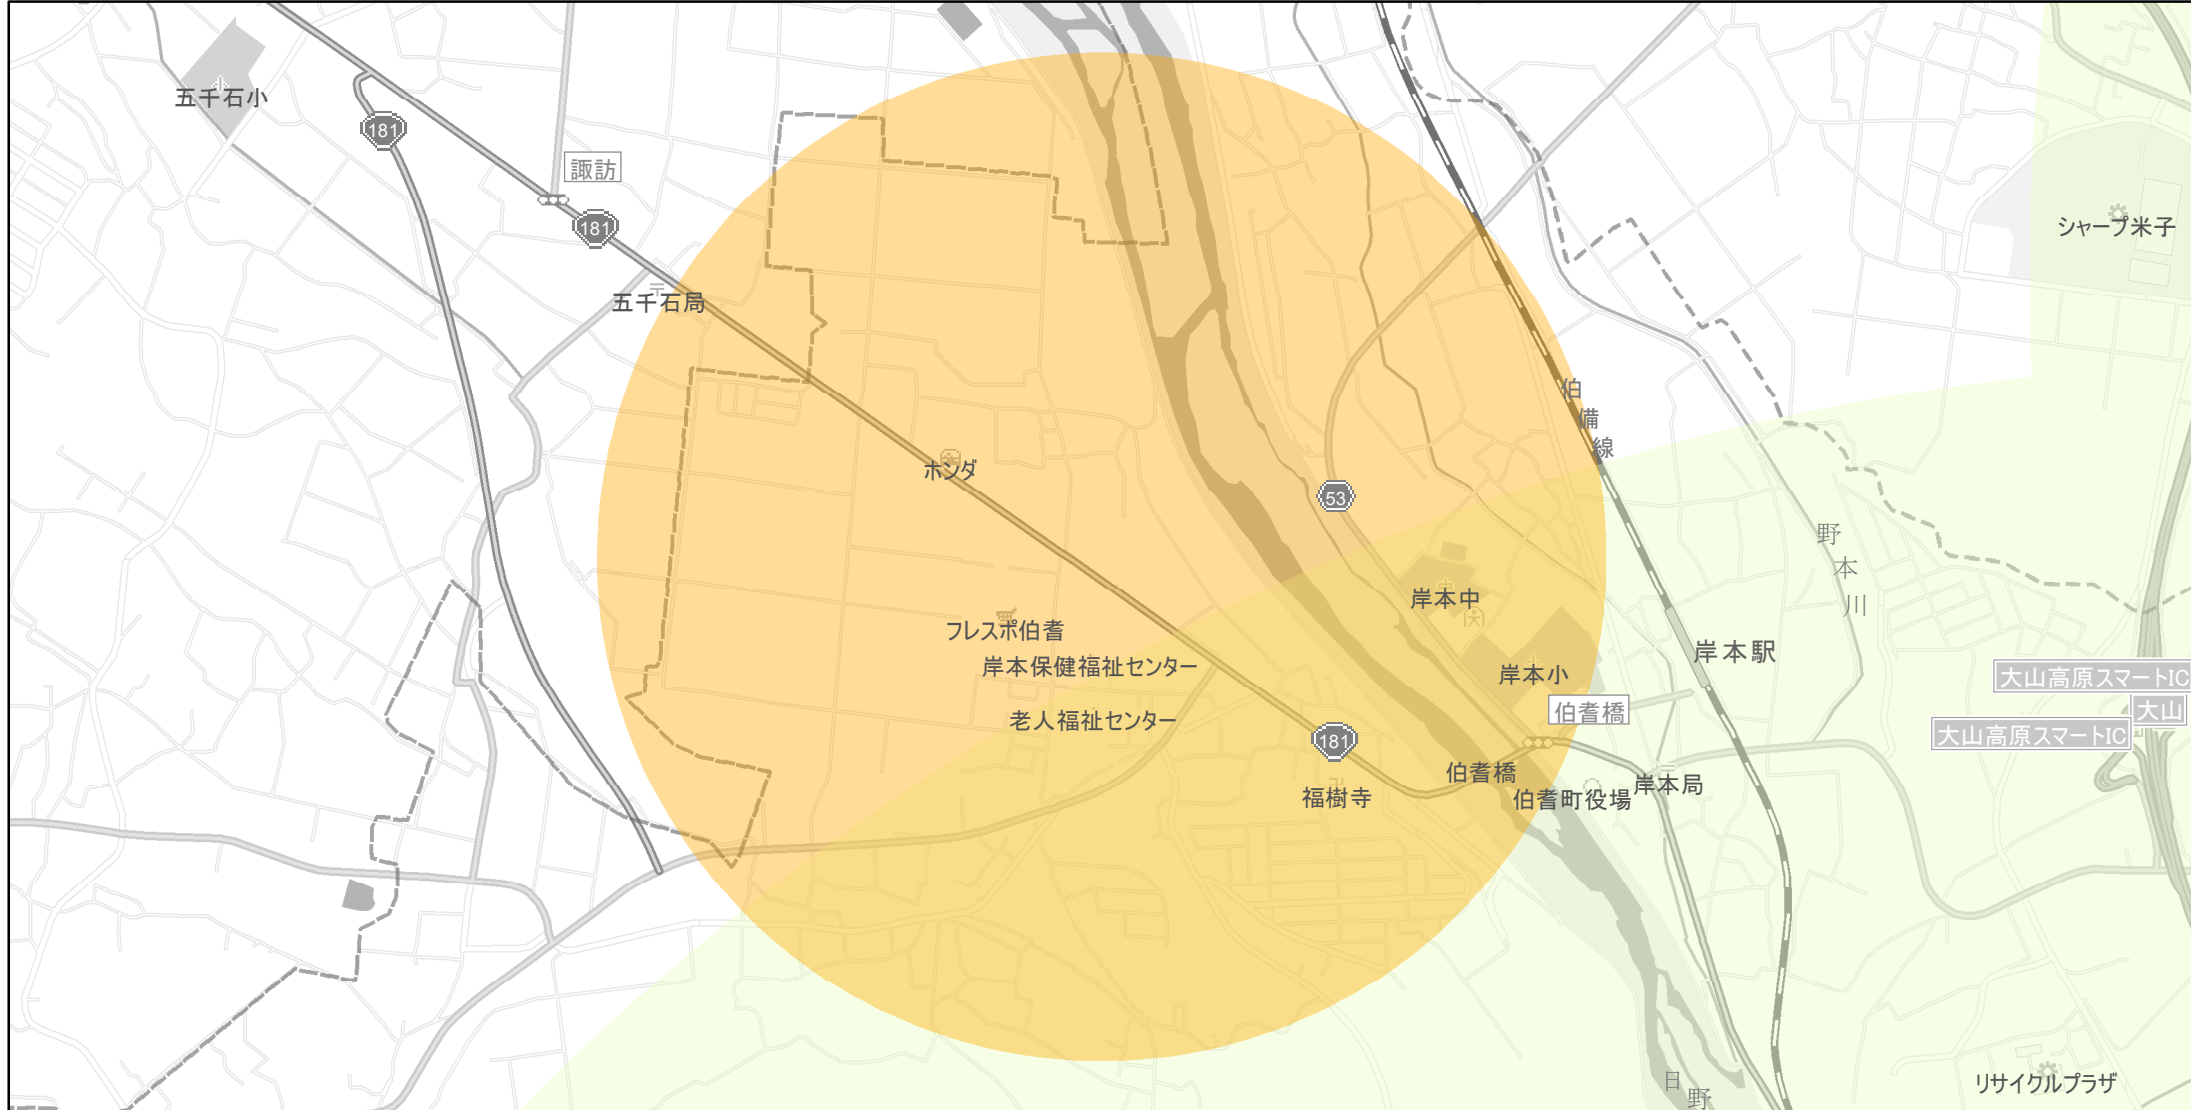 五千石小
181
諏訪
181
シャープ米子
五千石局
伯備線
ホンダ
53
野本川
岸本中
フレスポ伯耆
岸本保健福祉センター
岸本駅
岸本小
大山高原スマートIC
伯耆橋
大山
老人福祉センター
181
大山高原スマートIC
伯耆橋
岸本局
福樹寺
伯耆町役場
リサイクルプラザ
日野